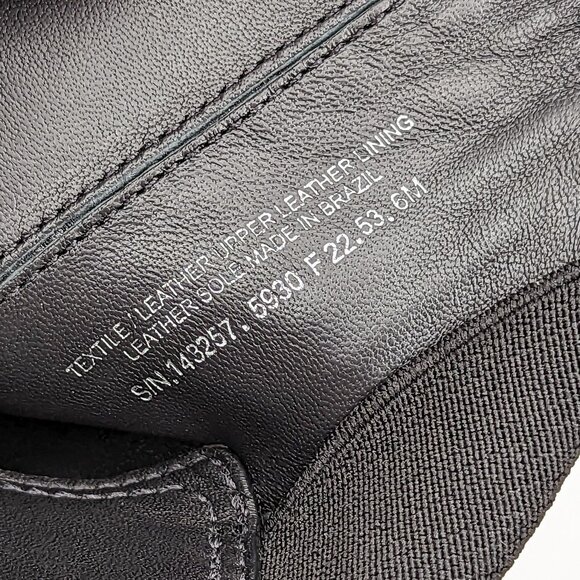 TEXTILE/LEATHER UPPER LEATHER LINING
LEATHER SOLE MADE IN BRAZIL
S/N.143257.5930 F 22.53.6M